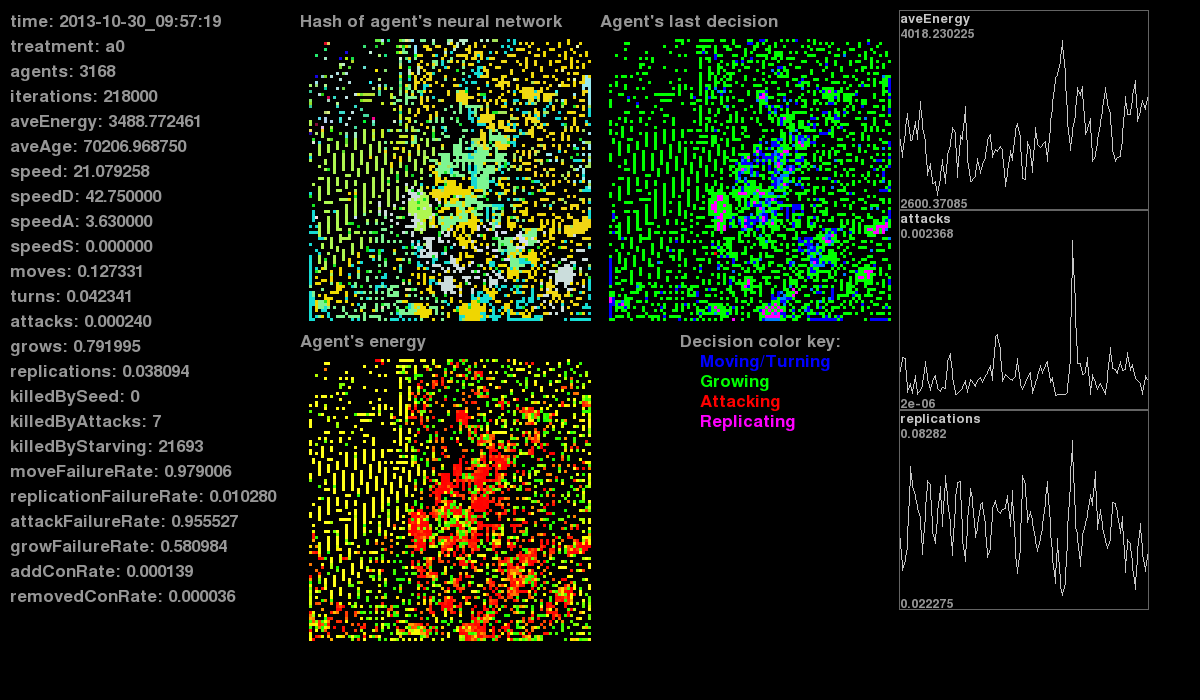 time: 2013-10-30_09:57:19
treatment: a0
agents: 3168
iterations: 218000
aveEnergy: 3488.772461
aveAge: 70206.968750
speed: 21.079258
speedD: 42.750000
speedA: 3.630000
speedS: 0.000000
moves: 0.127331
turns: 0.042341
attacks: 0.000240
grows: 0.791995
replications: 0.038094
killedBySeed: 0
killedByAttacks: 7
killedByStarving: 21693
moveFailureRate: 0.979006
replicationFailureRate: 0.010280
attackFailureRate: 0.955527
growFailureRate: 0.580984
addConRate: 0.000139
removedConRate: 0.000036
Hash of agent's neural network
Agent's last decision
Agent's energy
Decision color key:
Moving/Turning
Growing
Attacking
Replicating
aveEnergy
4018.230225
2600.37085
attacks
0.002368
2e-06
replications
0.08282
0.022275